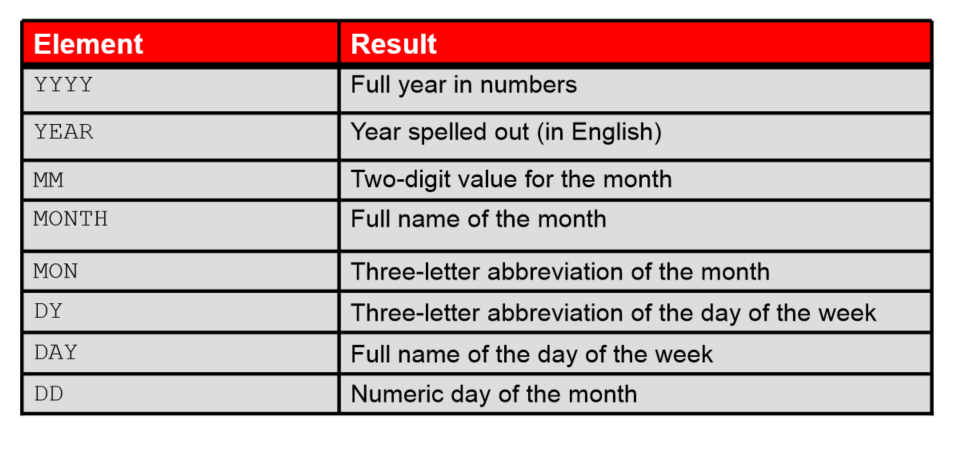 Element Result
YYYY Full year in numbers
YEAR Year spelled out (in English)
MM Two-digit value for the month
MONTH Full name of the month
MON Three-letter abbreviation of the month
DY Three-letter abbreviation of the day of the week
DAY Full name of the day of the week
DD Numeric day of the month